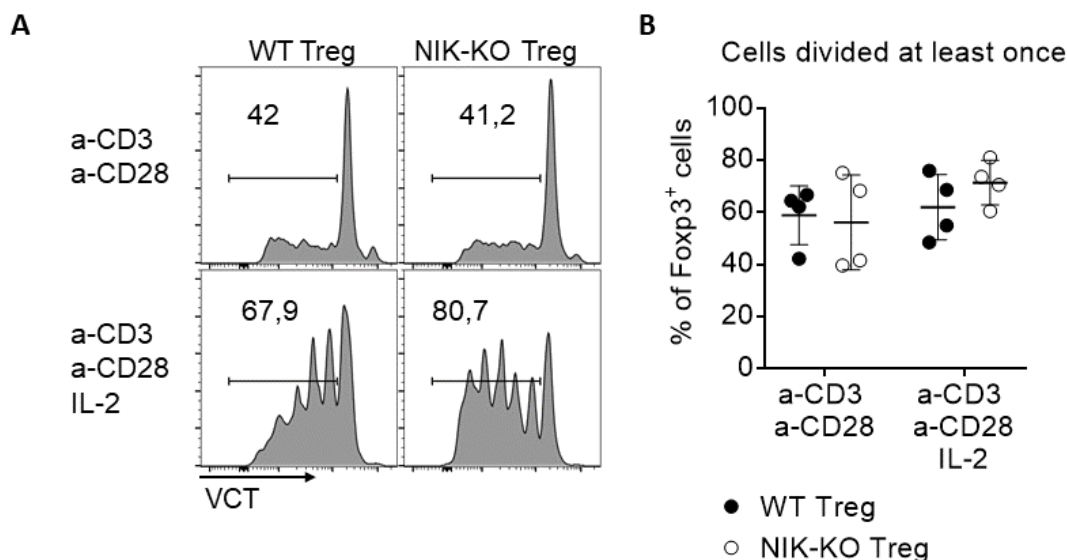 A
WT Treg
NIK-KO Treg
a-CD3
a-CD28
42
41,2
a-CD3
a-CD28
IL-2
67,9
80,7
VCT
B
Cells divided at least once
% of Foxp3⁺ cells
100
80
60
40
20
0
a-CD3
a-CD28
a-CD3
a-CD28
IL-2
WT Treg
NIK-KO Treg